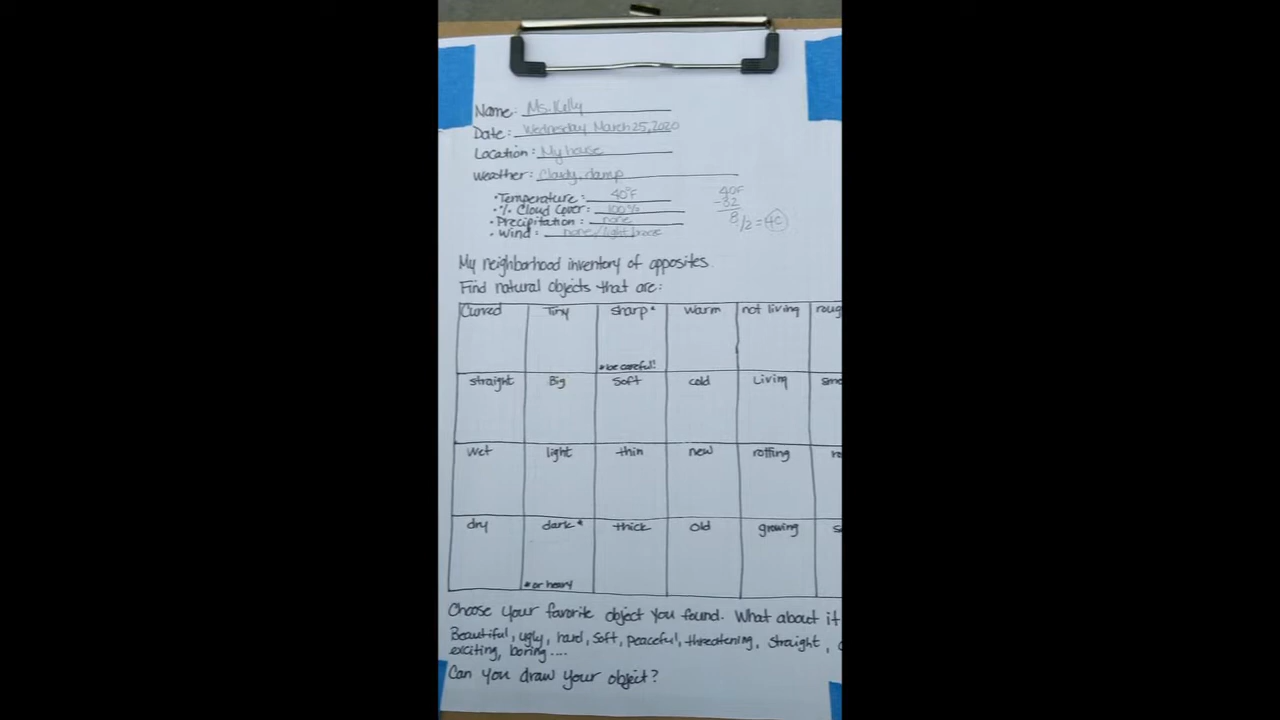 Name: Ms. Kelly
Date: Wednesday March 25, 2020
Location: My house
Weather: Cloudy, damp
• Temperature: 40°F
• % Cloud Cover: 100%
• Precipitation: none
• Wind: none/light breeze
40F
-32
8/2=4C
My neighborhood inventory of opposites.
Find natural objects that are:
Curved Tiny sharp* warm not living
*be careful!
straight Big Soft cold Living
wet light thin new rotting
dry dark* thick old growing
*or heavy
Choose your favorite object you found. What about it
Beautiful, ugly, hard, soft, peaceful, threatening, straight,
exciting, boring....
Can you draw your object?